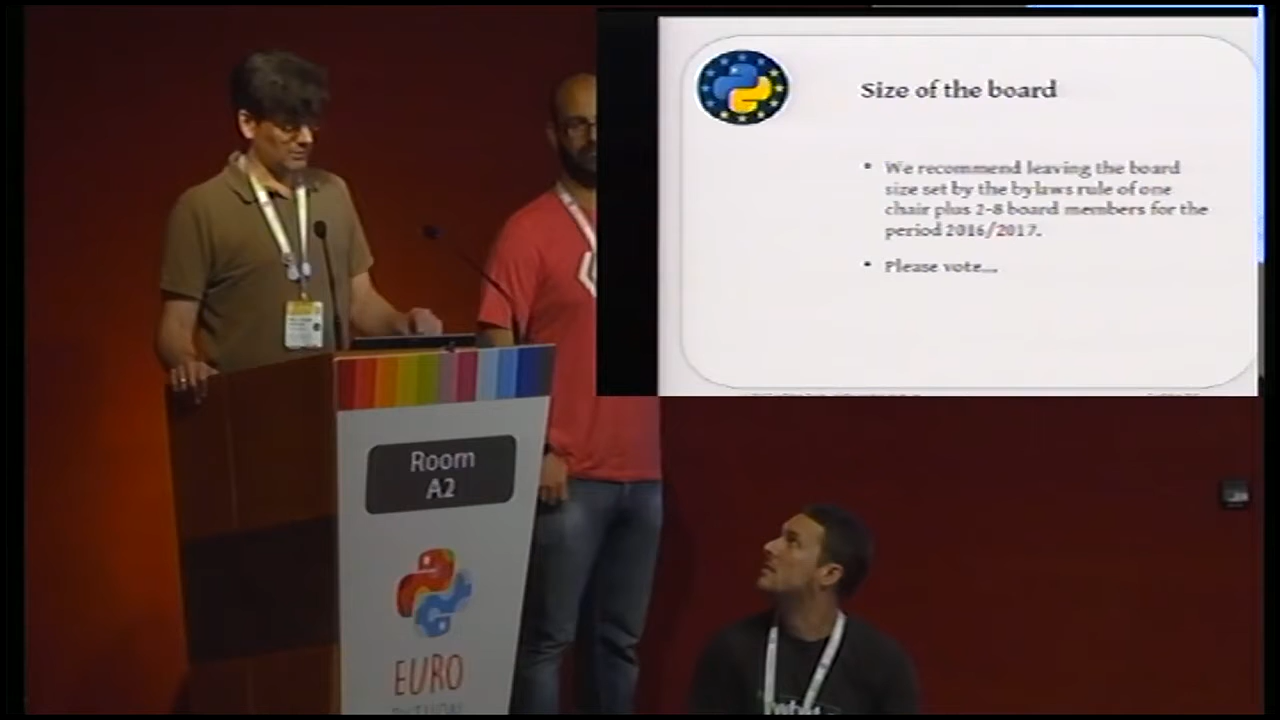 Size of the board
• We recommend leaving the board
size set by the bylaws rule of one
chair plus 2-8 board members for the
period 2016/2017.
• Please vote...
Room
A2
EURO
PYTHON